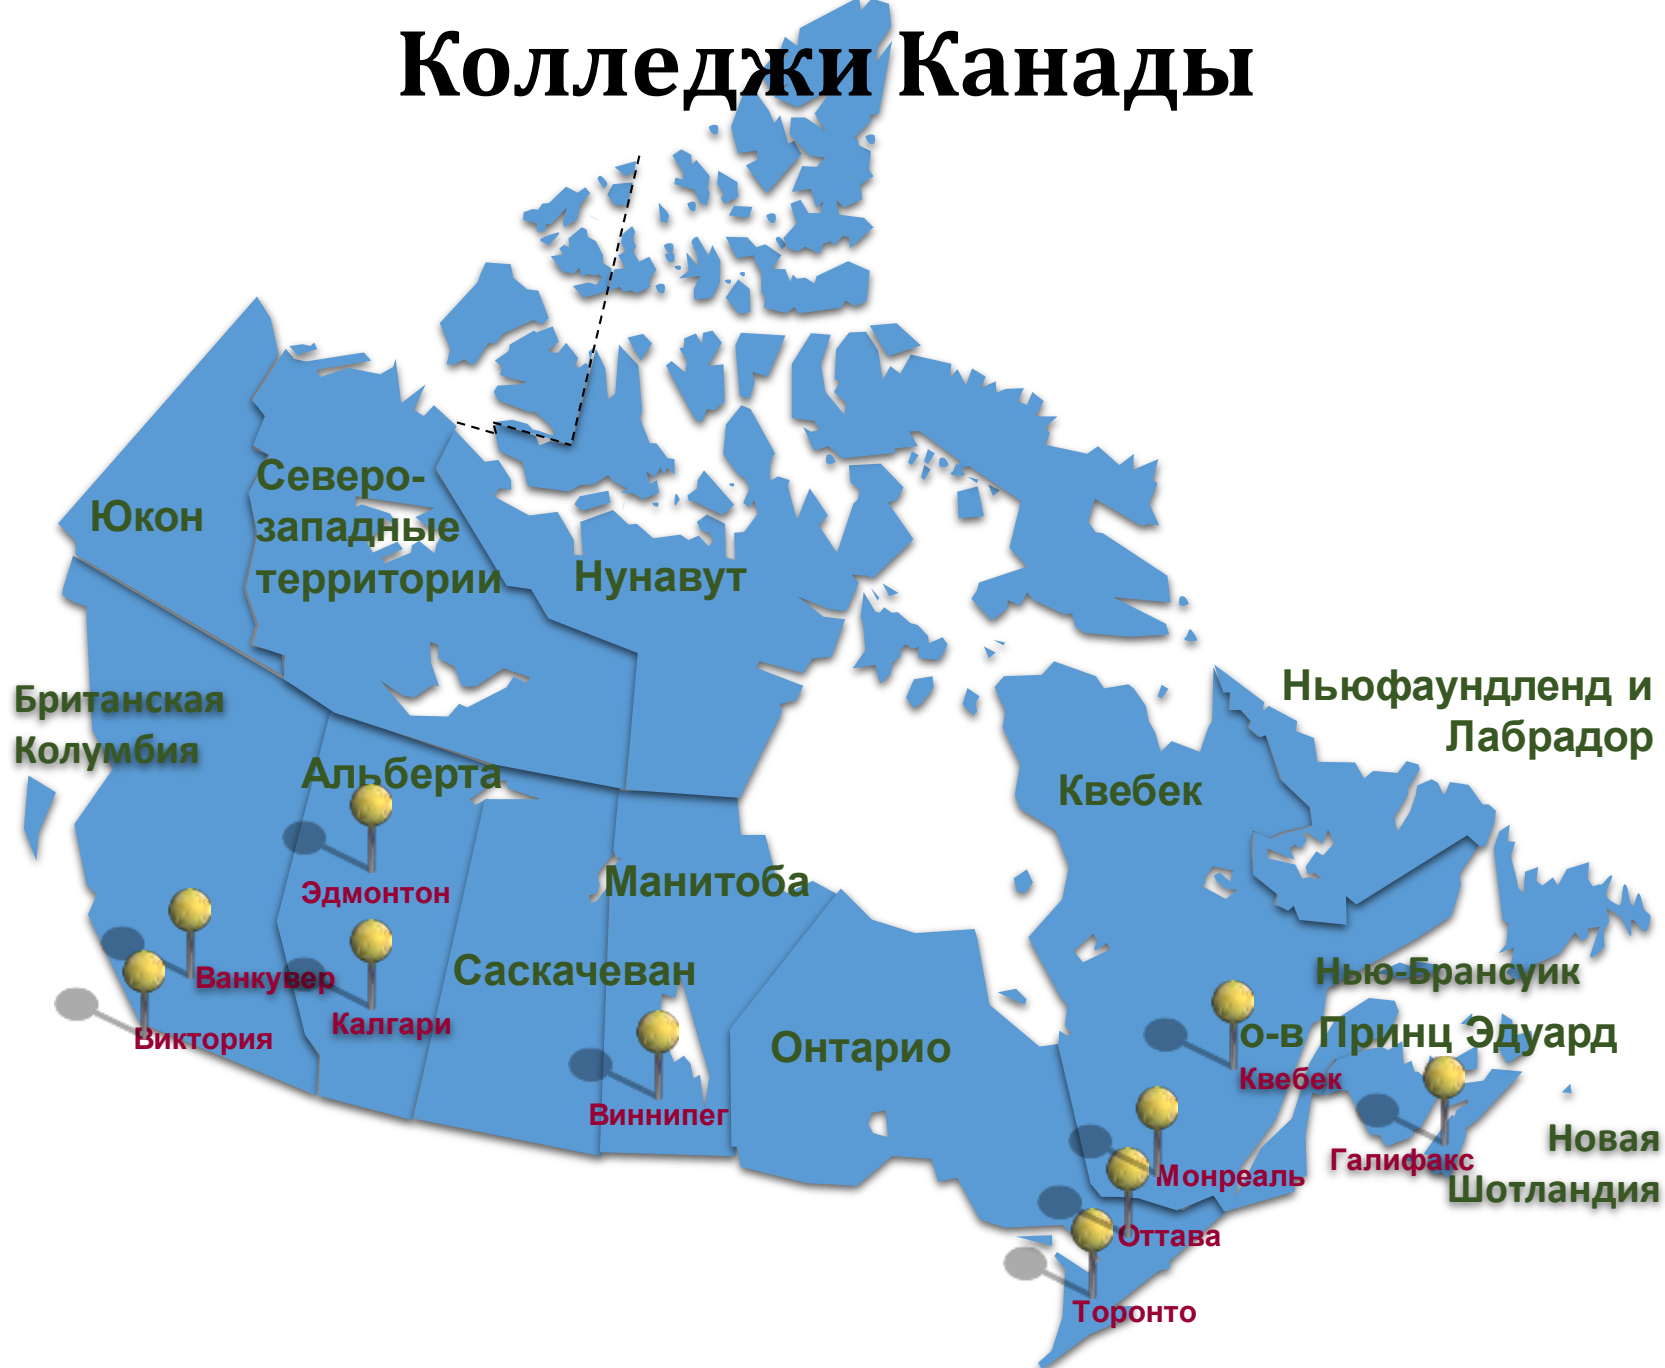 Колледжи Канады
Северо-
западные
территории
Юкон
Нунавут
Британская
Колумбия
Ньюфаундленд и
Лабрадор
Альберта
Квебек
Манитоба
Эдмонтон
Саскачеван
Ванкувер
Нью-Брансуик
Калгари
Виктория
Онтарио
о-в Принц Эдуард
Квебек
Виннипег
Новая
Шотландия
Галифакс
Монреаль
Оттава
Торонто